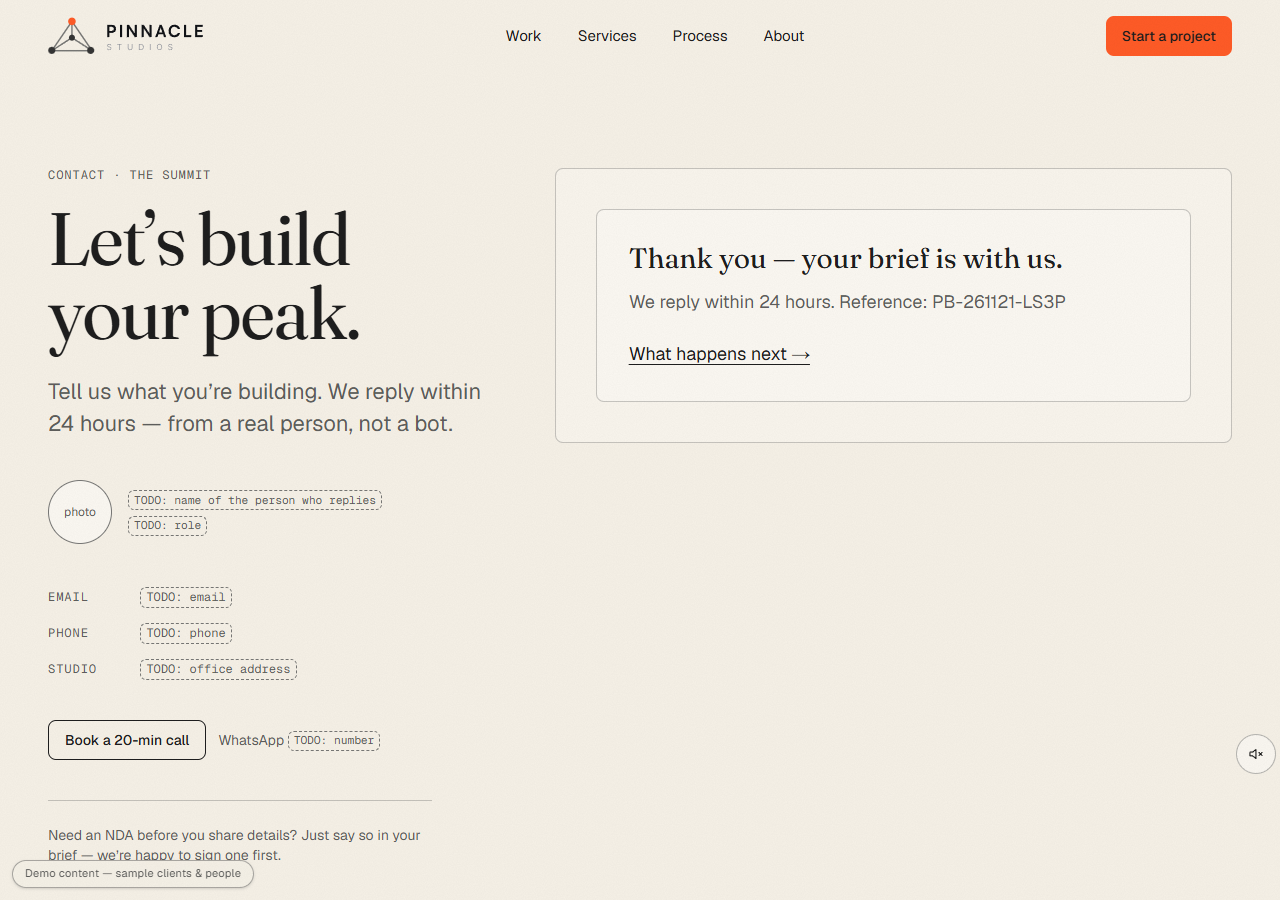 PINNACLE
STUDIOS
Work
Services
Process
About
Start a project
CONTACT · THE SUMMIT
Let’s build
your peak.
Tell us what you’re building. We reply within
24 hours — from a real person, not a bot.
photo
TODO: name of the person who replies
TODO: role
EMAIL TODO: email
PHONE TODO: phone
STUDIO TODO: office address
Book a 20-min call WhatsApp TODO: number
Need an NDA before you share details? Just say so in your
brief — we’re happy to sign one first.
Demo content — sample clients & people
Thank you — your brief is with us.
We reply within 24 hours. Reference: PB-261121-LS3P
What happens next →